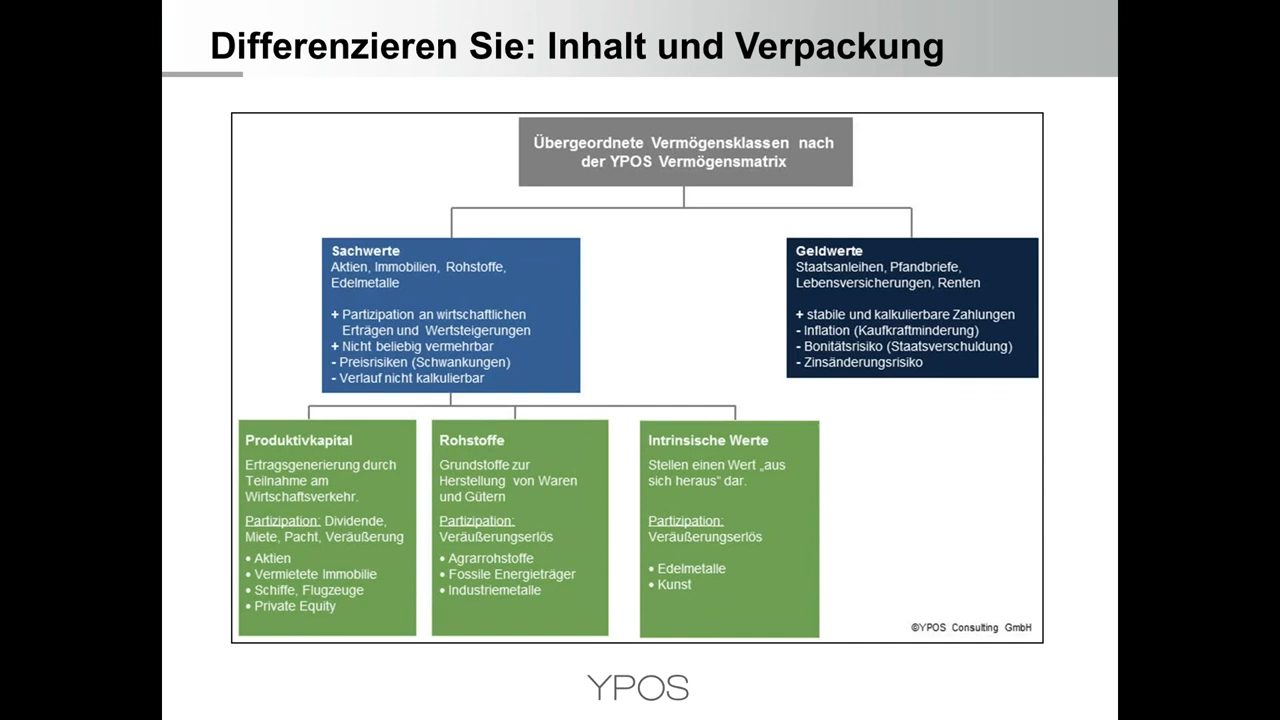 Differenzieren Sie: Inhalt und Verpackung
Übergeordnete Vermögensklassen nach
der YPOS Vermögensmatrix
Sachwerte
Aktien, Immobilien, Rohstoffe,
Edelmetalle
+ Partizipation an wirtschaftlichen
Erträgen und Wertsteigerungen
+ Nicht beliebig vermehrbar
- Preisrisiken (Schwankungen)
- Verlauf nicht kalkulierbar
Geldwerte
Staatsanleihen, Pfandbriefe,
Lebensversicherungen, Renten
+ stabile und kalkulierbare Zahlungen
- Inflation (Kaufkraftminderung)
- Bonitätsrisiko (Staatsverschuldung)
- Zinsänderungsrisiko
Produktivkapital
Ertragsgenerierung durch
Teilnahme am
Wirtschaftsverkehr.
Partizipation: Dividende,
Miete, Pacht, Veräußerung
• Aktien
• Vermietete Immobilie
• Schiffe, Flugzeuge
• Private Equity
Rohstoffe
Grundstoffe zur
Herstellung von Waren
und Gütern
Partizipation:
Veräußerungserlös
• Agrarrohstoffe
• Fossile Energieträger
• Industriemetalle
Intrinsische Werte
Stellen einen Wert „aus
sich heraus" dar.
Partizipation:
Veräußerungserlös
• Edelmetalle
• Kunst
©YPOS Consulting GmbH
YPOS